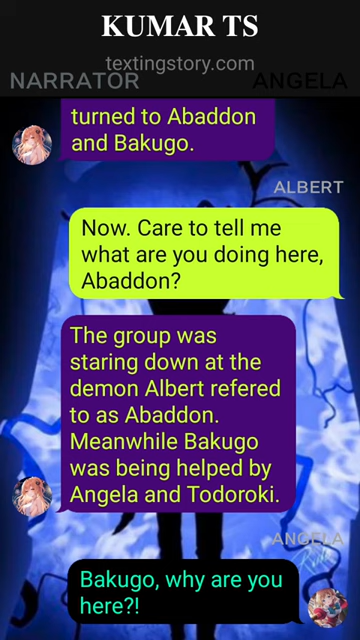 KUMAR TS
textingstory.com
NARRATOR
ANGELA
turned to Abaddon
and Bakugo.
ALBERT
Now. Care to tell me
what are you doing here,
Abaddon?
The group was
staring down at the
demon Albert refered
to as Abaddon.
Meanwhile Bakugo
was being helped by
Angela and Todoroki.
ANGELA
Bakugo, why are you
here?!